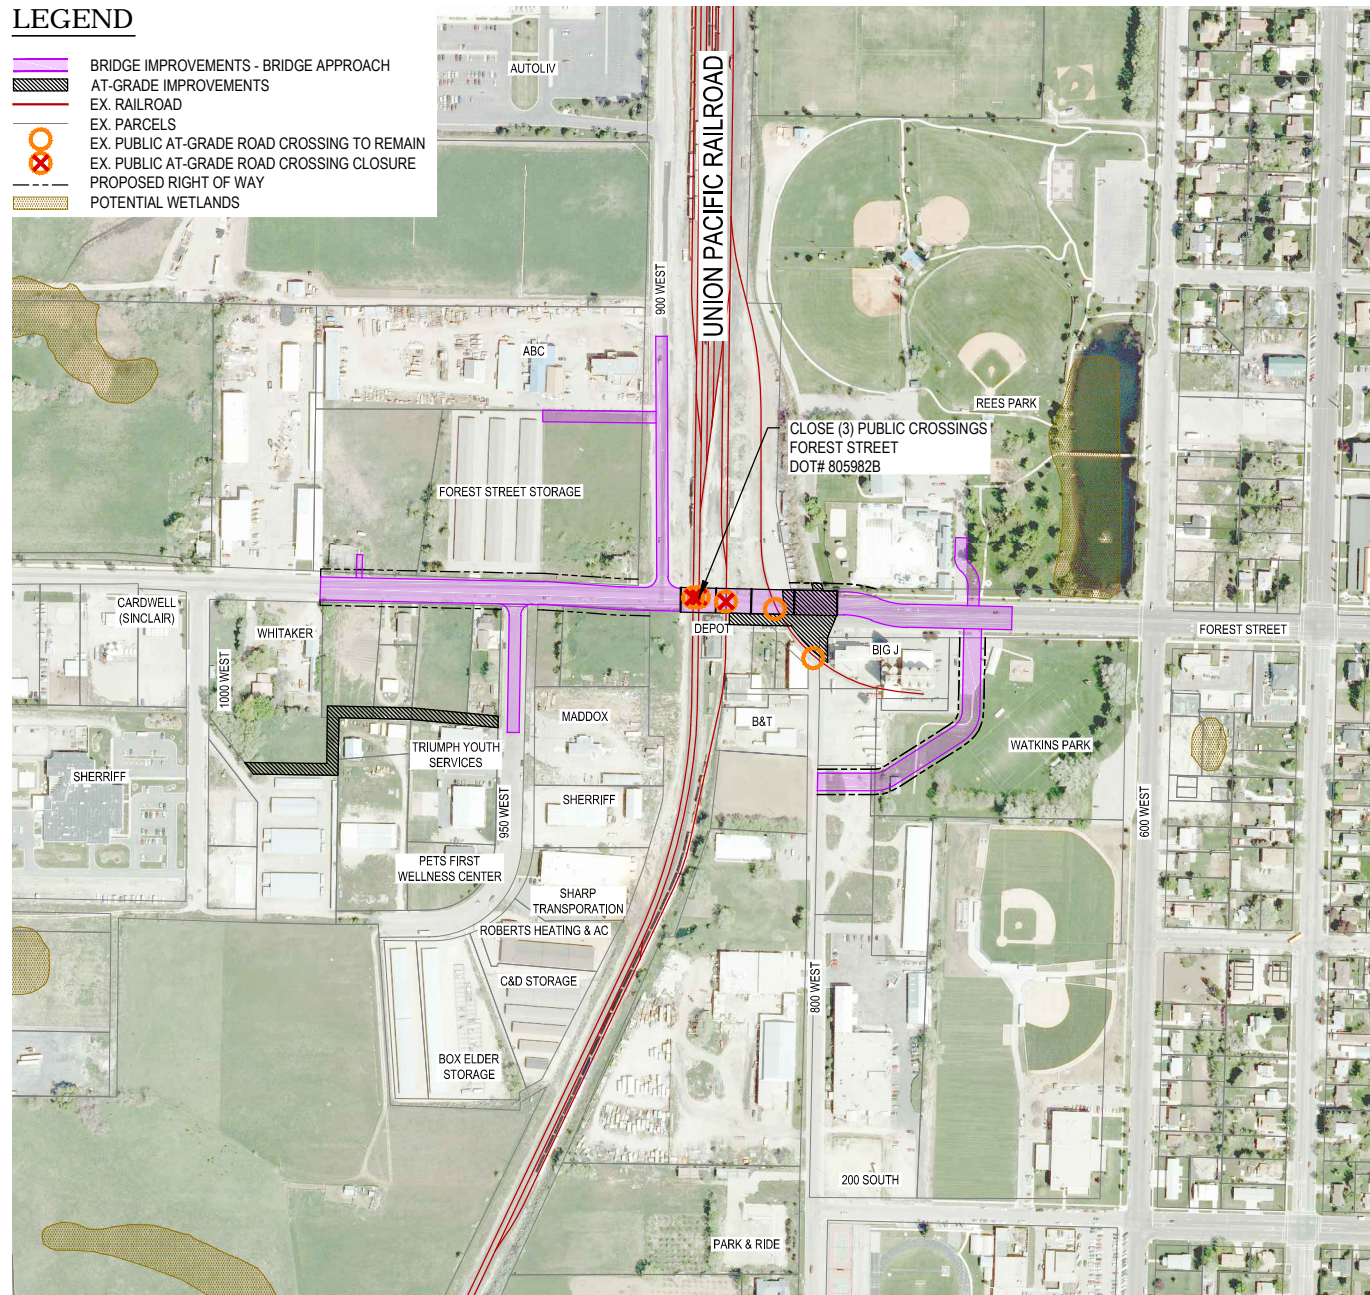 LEGEND
BRIDGE IMPROVEMENTS - BRIDGE APPROACH
AT-GRADE IMPROVEMENTS
EX. RAILROAD
EX. PARCELS
EX. PUBLIC AT-GRADE ROAD CROSSING TO REMAIN
EX. PUBLIC AT-GRADE ROAD CROSSING CLOSURE
PROPOSED RIGHT OF WAY
POTENTIAL WETLANDS
AUTOLIV
UNION PACIFIC RAILROAD
900 WEST
ABC
REES PARK
CLOSE (3) PUBLIC CROSSINGS
FOREST STREET
DOT# 805982B
FOREST STREET STORAGE
CARDWELL
(SINCLAIR)
WHITAKER
DEPOT
FOREST STREET
BIG J
1000 WEST
MADDOX
B&T
TRIUMPH YOUTH
SERVICES
WATKINS PARK
SHERRIFF
SHERRIFF
950 WEST
600 WEST
PETS FIRST
WELLNESS CENTER
SHARP
TRANSPORATION
ROBERTS HEATING & AC
C&D STORAGE
800 WEST
BOX ELDER
STORAGE
200 SOUTH
PARK & RIDE